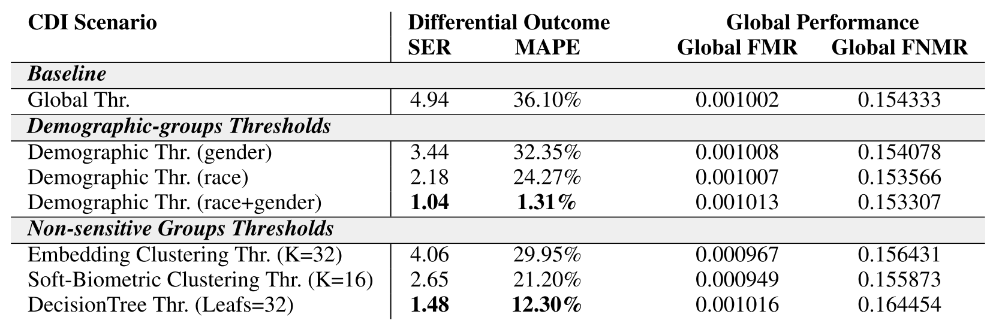 CDI Scenario Differential Outcome Global Performance
SER MAPE Global FMR Global FNMR
Baseline
Global Thr. 4.94 36.10% 0.001002 0.154333
Demographic-groups Thresholds
Demographic Thr. (gender) 3.44 32.35% 0.001008 0.154078
Demographic Thr. (race) 2.18 24.27% 0.001007 0.153566
Demographic Thr. (race+gender) 1.04 1.31% 0.001013 0.153307
Non-sensitive Groups Thresholds
Embedding Clustering Thr. (K=32) 4.06 29.95% 0.000967 0.156431
Soft-Biometric Clustering Thr. (K=16) 2.65 21.20% 0.000949 0.155873
DecisionTree Thr. (Leafs=32) 1.48 12.30% 0.001016 0.164454